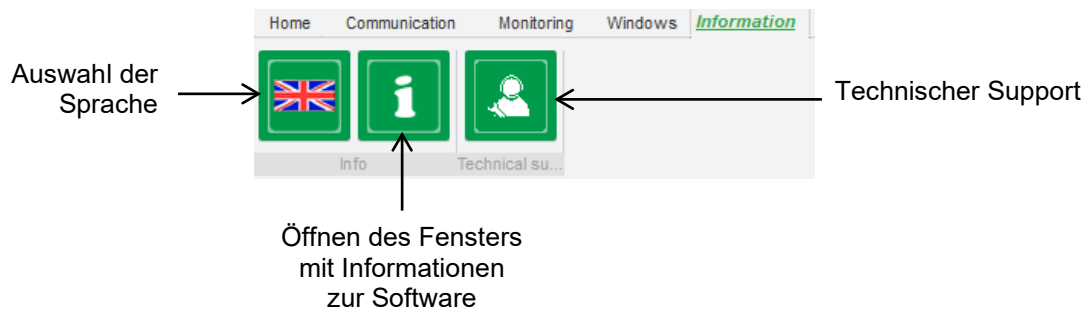 Home Communication Monitoring Windows Information
Auswahl der
Sprache
Technischer Support
Info Technical su...
Öffnen des Fensters
mit Informationen
zur Software